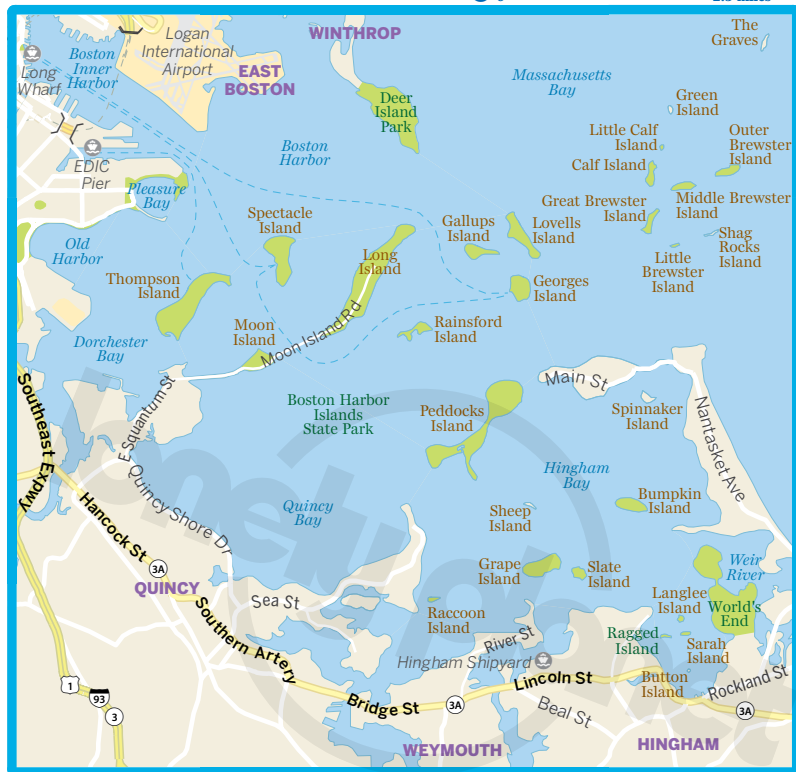 The
Graves
Logan
International
Airport
WINTHROP
Boston
Inner
Harbor
Long
Wharf
EAST
BOSTON
Massachusetts
Bay
Deer
Island
Park
Green
Island
Little Calf
Island
Outer
Brewster
Island
Boston
Harbor
EDIC
Pier
Calf Island
Pleasure
Bay
Great Brewster
Island
Middle Brewster
Island
Spectacle
Island
Gallups
Island
Lovells
Island
Shag
Rocks
Island
Old
Harbor
Long
Island
Little
Brewster
Island
Thompson
Island
Georges
Island
Moon
Island
Moon Island Rd
Rainsford
Island
Dorchester
Bay
Main St
Southeast Expwy
E Squantum St
Boston Harbor
Islands
State Park
Peddocks
Island
Spinnaker
Island
Nantasket Ave
Hingham
Bay
Quincy Shore Dr
Hancock St
Quincy
Bay
Sheep
Island
Bumpkin
Island
3A
Grape
Island
Slate
Island
Weir
River
QUINCY
Sea St
Langlee
Island
World's
End
Raccoon
Island
Southern Artery
River St
Ragged
Island
Sarah
Island
Hingham Shipyard
Button
Island
Rockland St
Lincoln St
1
93
3
Bridge St
3A
Beal St
3A
WEYMOUTH
HINGHAM
lonely planet